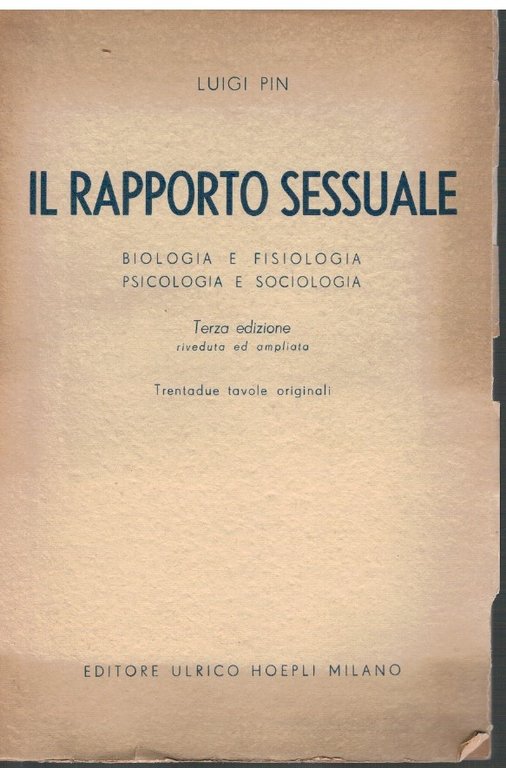 LUIGI PIN
IL RAPPORTO SESSUALE
BIOLOGIA E FISIOLOGIA
PSICOLOGIA E SOCIOLOGIA
Terza edizione
riveduta ed ampliata
Trentadue tavole originali
EDITORE ULRICO HOEPLI MILANO